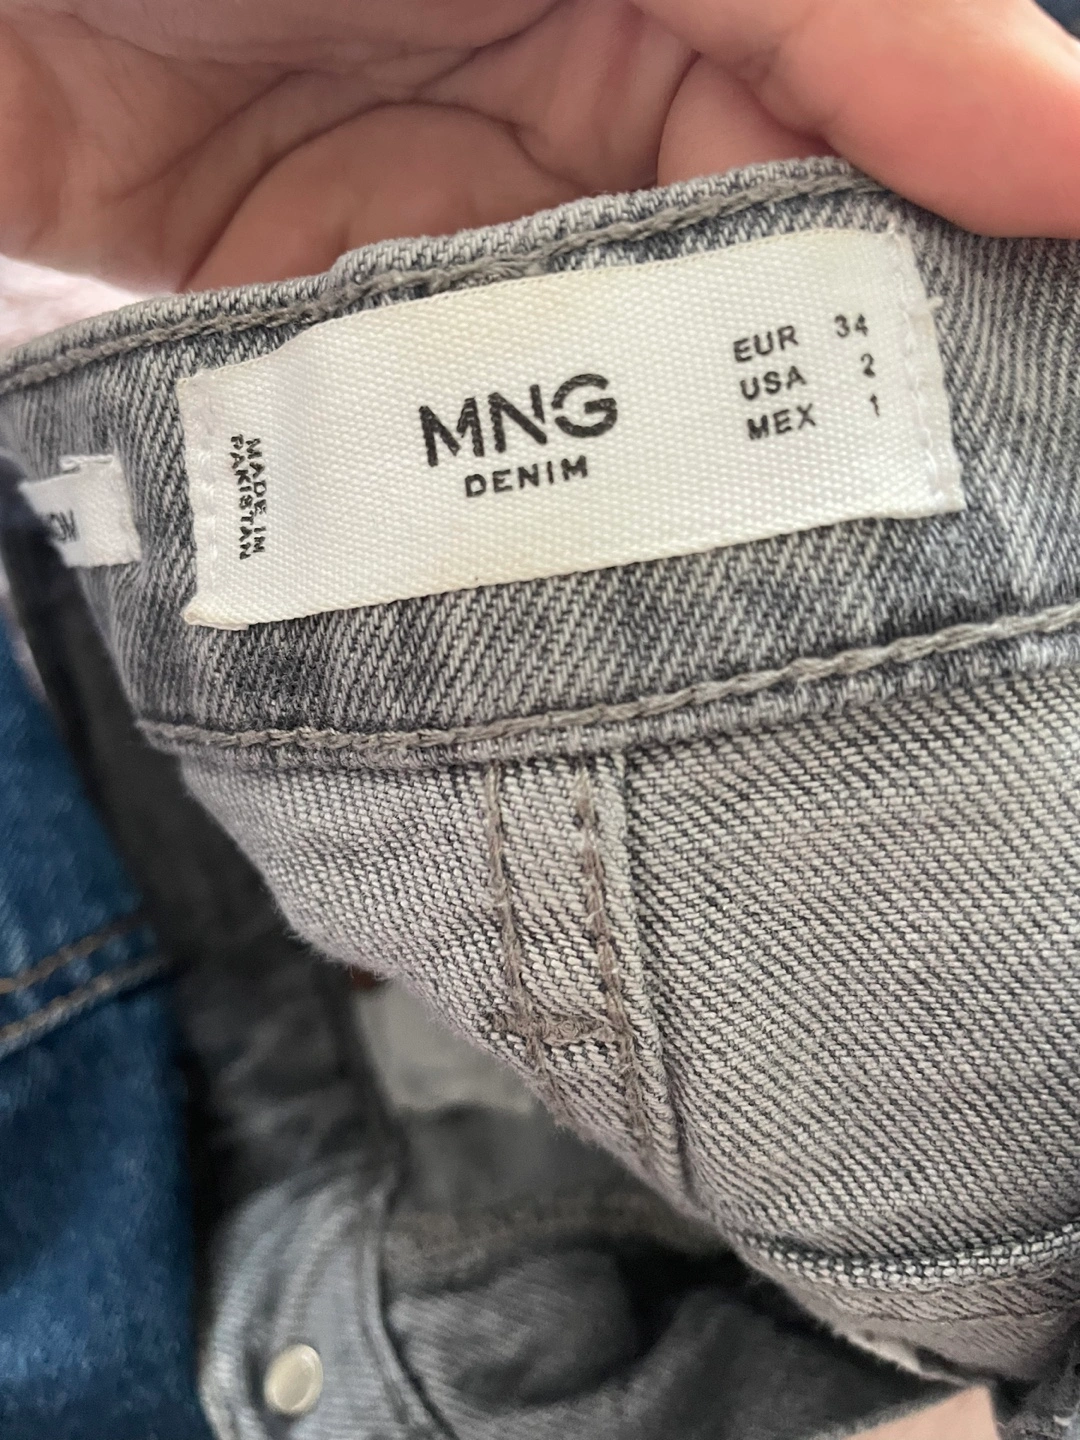 MNG
DENIM
EUR 34
USA 2
MEX 1
MADE IN
PAKISTAN